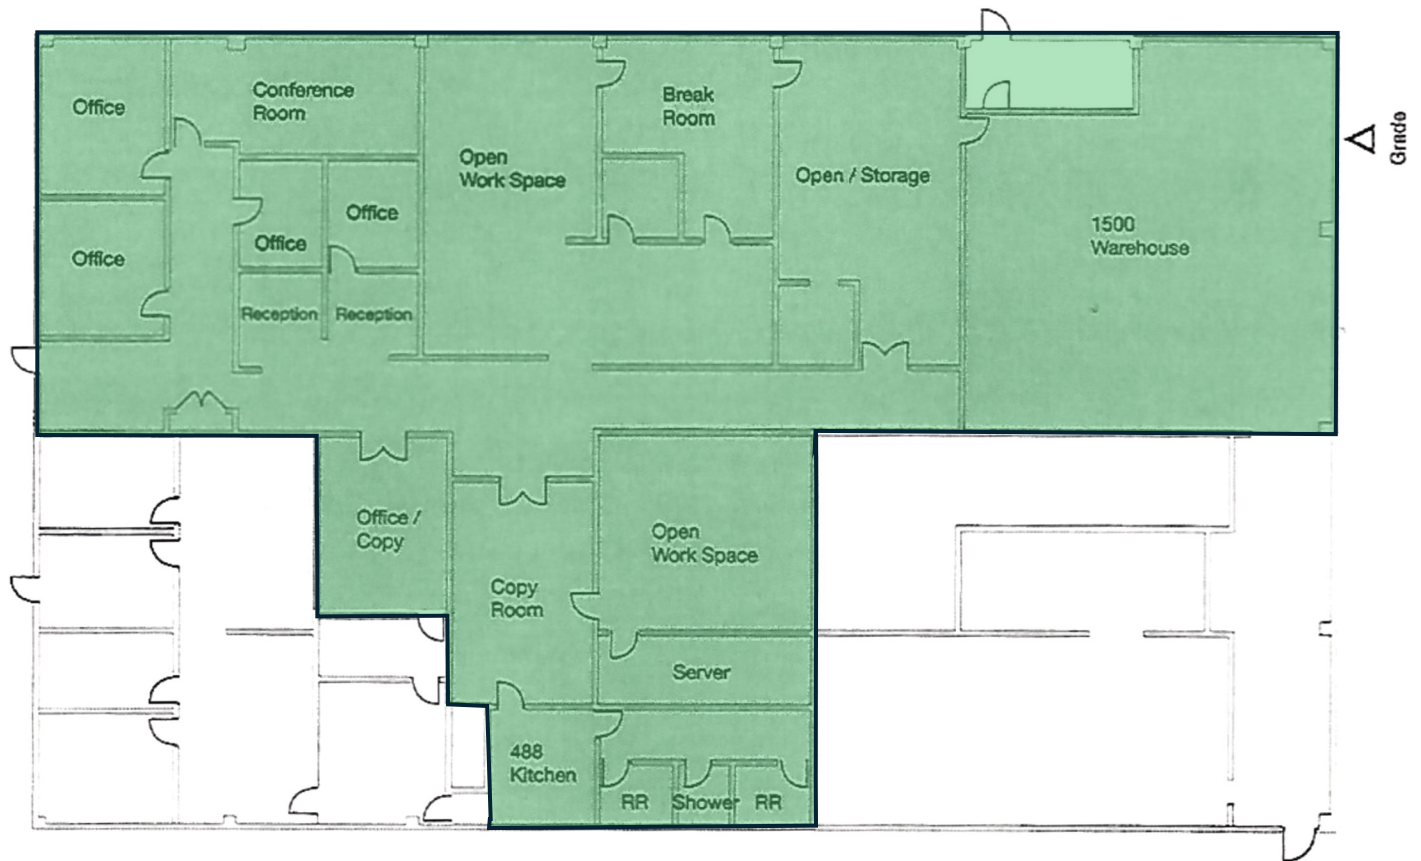 Office
Conference
Room
Break
Room
Open
Work Space
Open / Storage
Office
Office
Office
1500
Warehouse
Reception
Reception
Grade
Office /
Copy
Open
Work Space
Copy
Room
Server
488
Kitchen
RR
Shower
RR